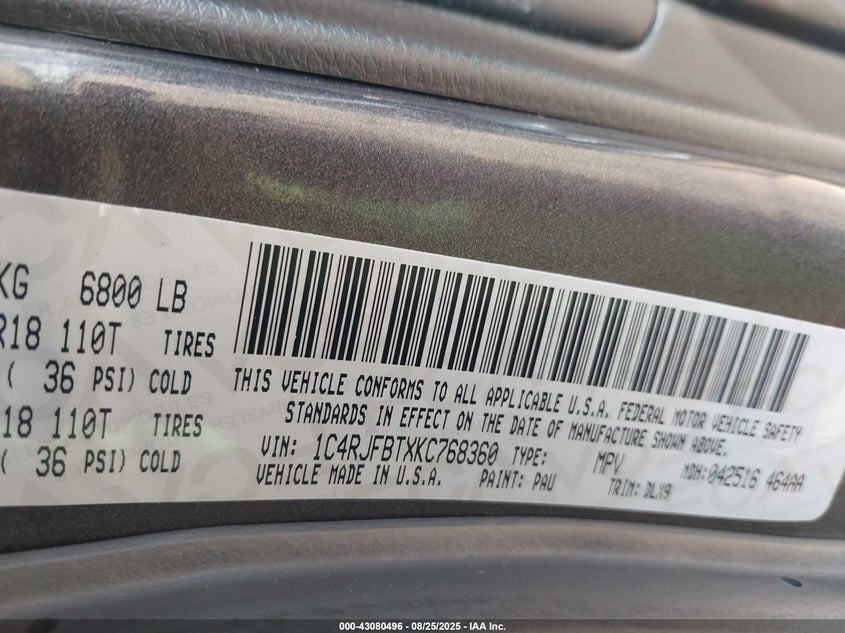 KG 6800 LB
R18 110T TIRES
( 36 PSI) COLD
18 110T TIRES
( 36 PSI) COLD
THIS VEHICLE CONFORMS TO ALL APPLICABLE U.S.A. FEDERAL MOTOR VEHICLE SAFETY
STANDARDS IN EFFECT ON THE DATE OF MANUFACTURE SHOWN ABOVE.
VIN: 1C4RJFBTXKC768360 TYPE: MPV MDH:042516 464AA
VEHICLE MADE IN U.S.A. PAINT: PAU TRIM: DLX9
000-43080496 - 08/25/2025 - IAA Inc.